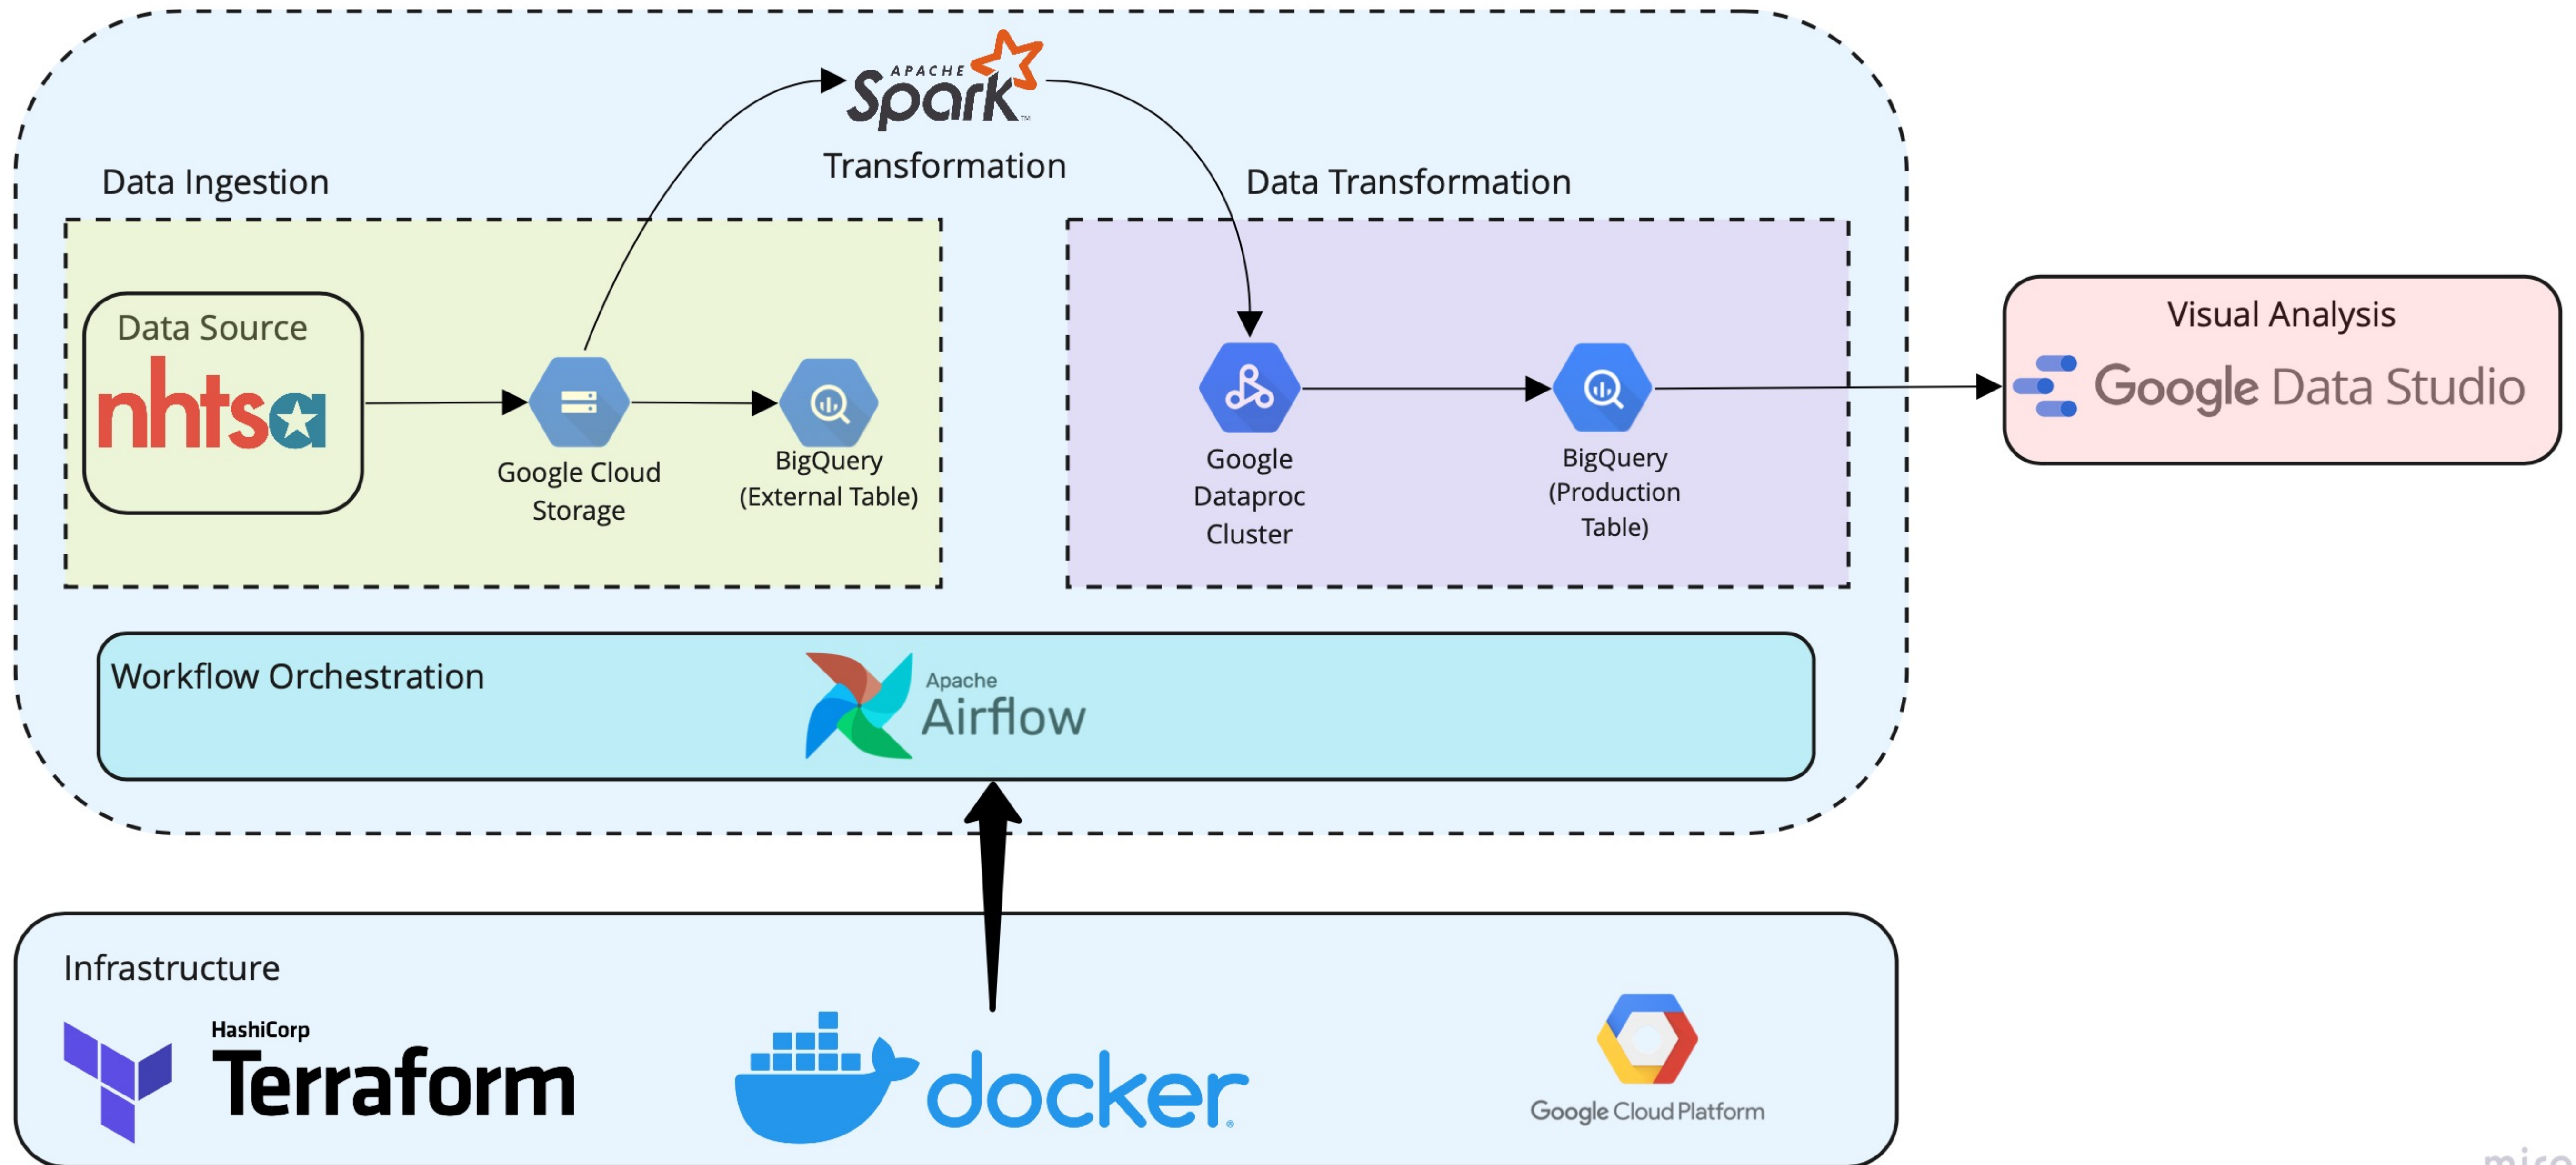 APACHE
Spark
TM
Transformation
Data Ingestion
Data Transformation
Data Source
nhtsa
Google Cloud
Storage
BigQuery
(External Table)
Google
Dataproc
Cluster
BigQuery
(Production
Table)
Visual Analysis
Google Data Studio
Workflow Orchestration
Apache
Airflow
Infrastructure
HashiCorp
Terraform
docker
Google Cloud Platform
miro